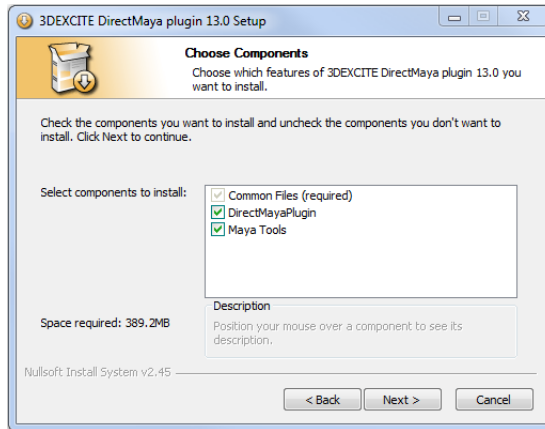 3DEXCITE DirectMaya plugin 13.0 Setup
Choose Components
Choose which features of 3DEXCITE DirectMaya plugin 13.0 you
want to install.
Check the components you want to install and uncheck the components you don't want to
install. Click Next to continue.
Select components to install:
Common Files (required)
DirectMayaPlugin
Maya Tools
Space required: 389.2MB
Description
Position your mouse over a component to see its
description.
Nullsoft Install System v2.45
< Back
Next >
Cancel